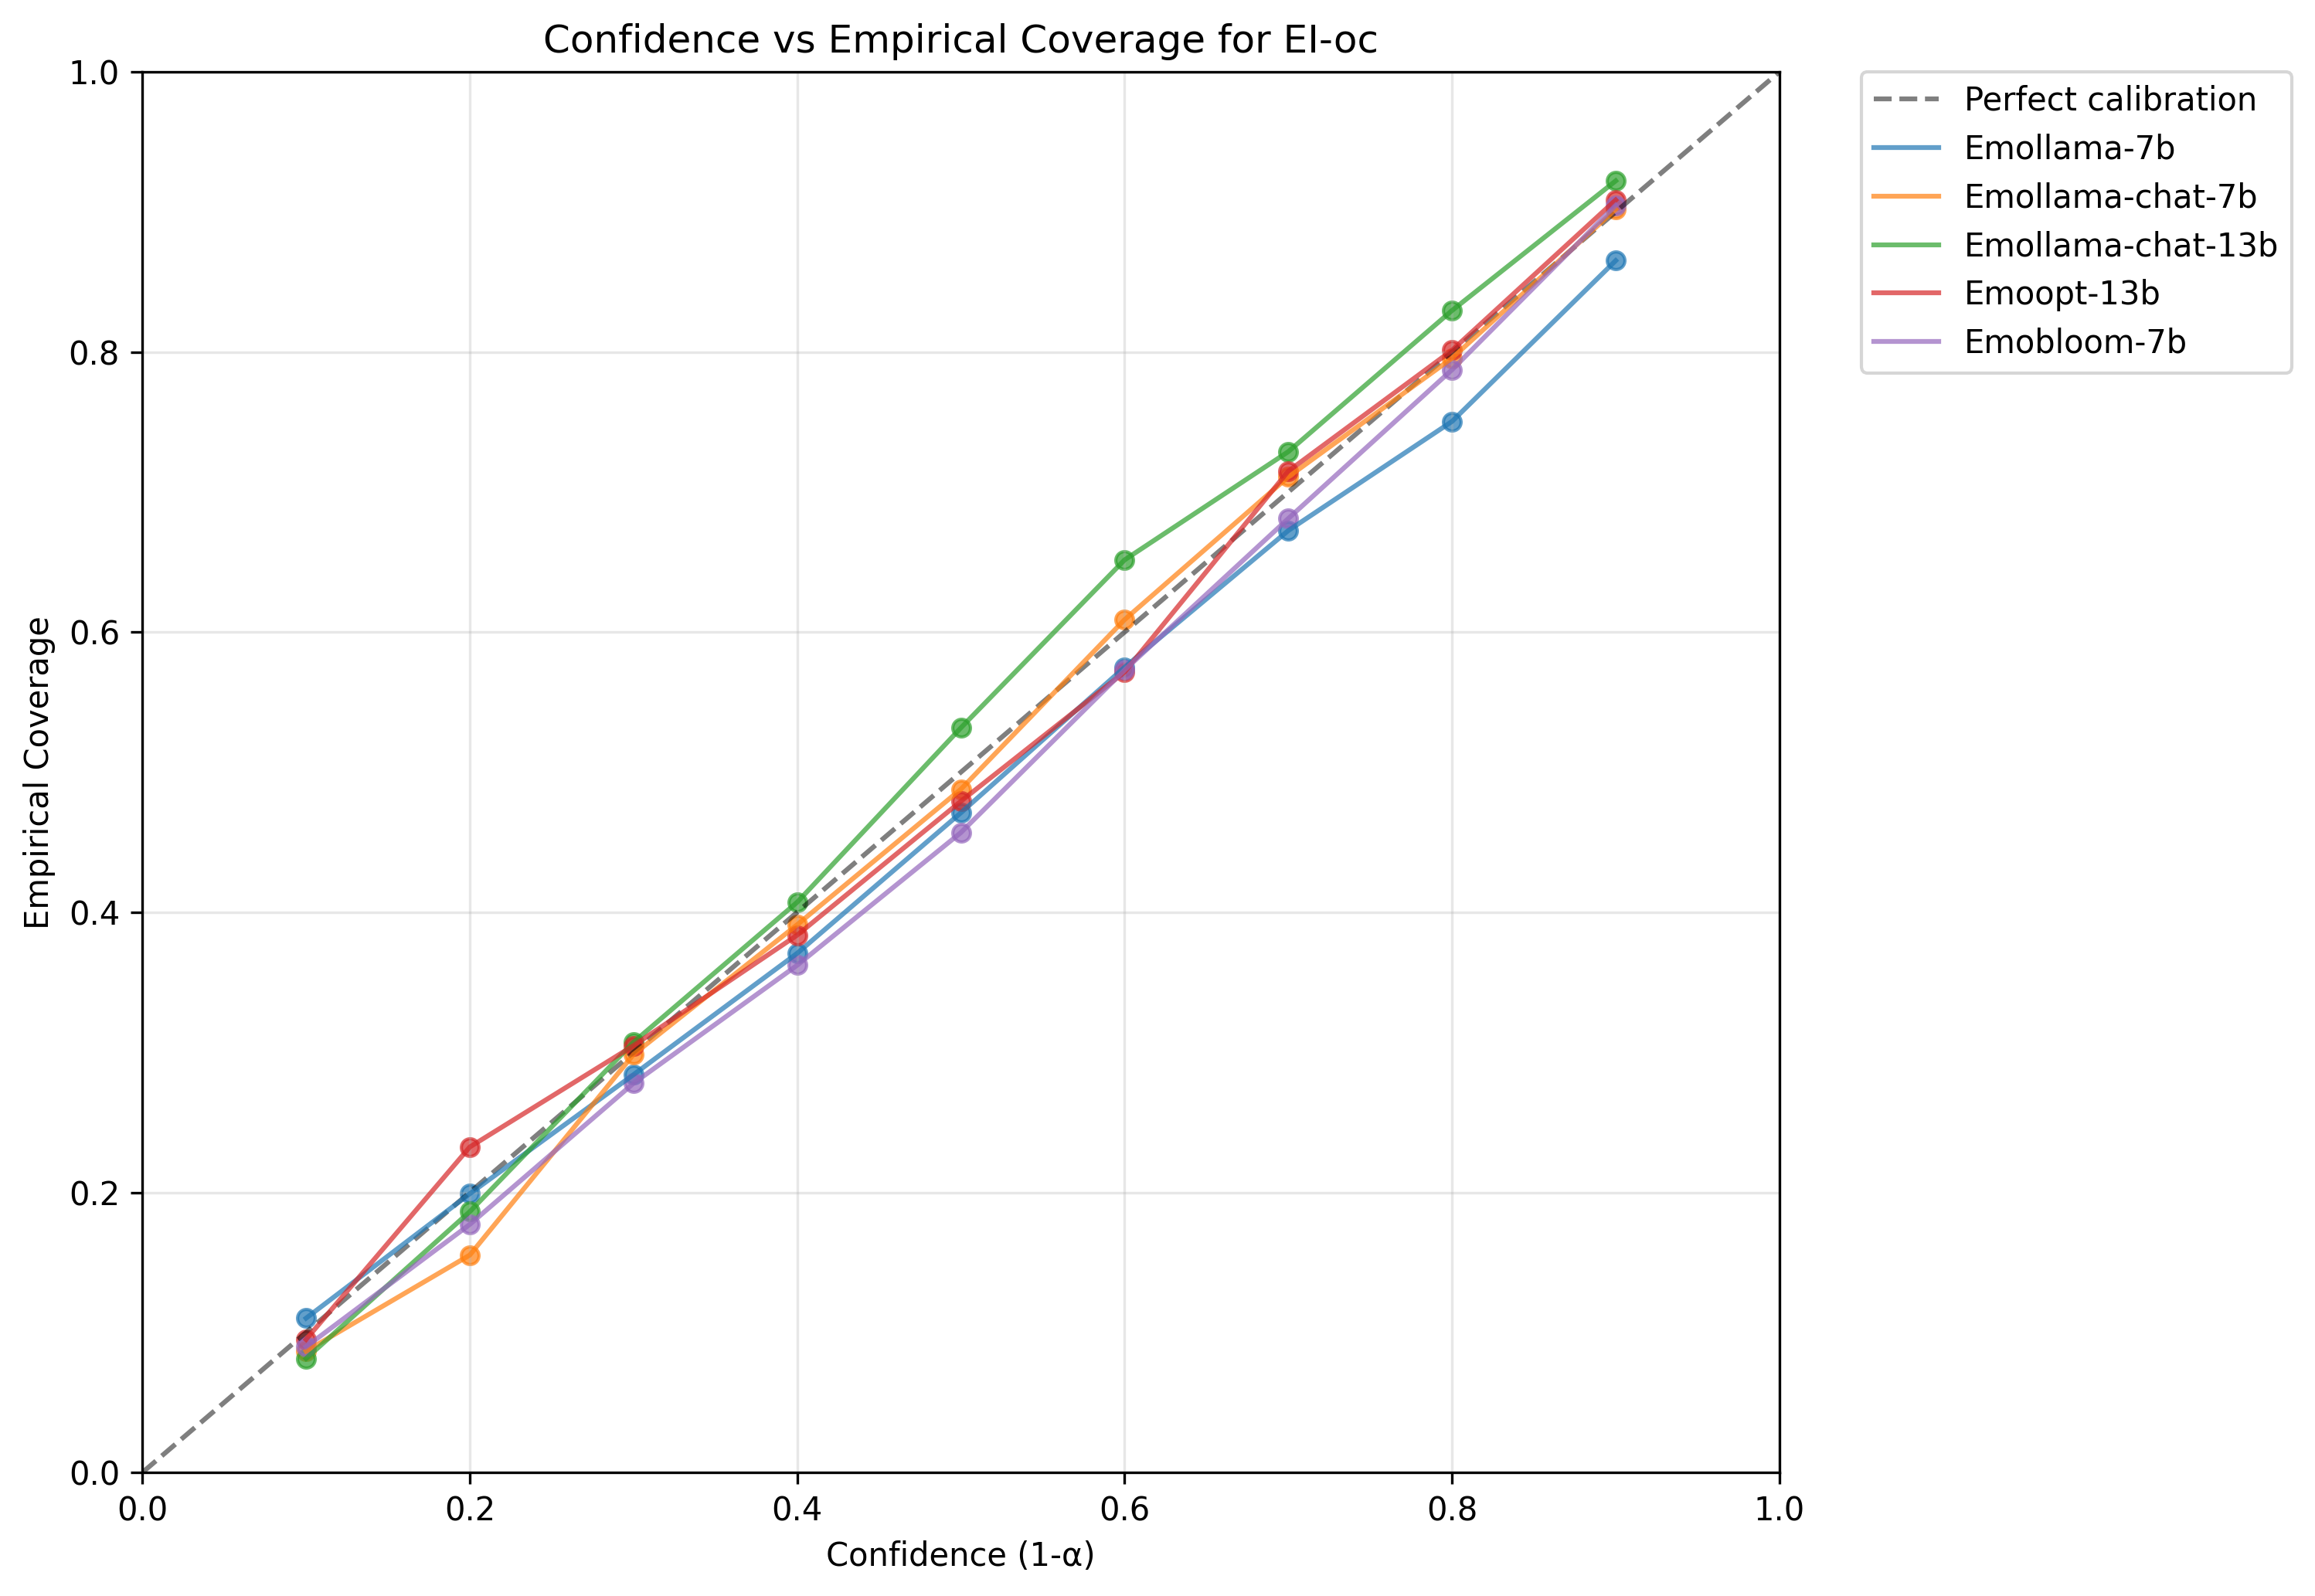 Confidence vs Empirical Coverage for EI-oc
1.0
0.8
0.6
0.4
0.2
0.0
Empirical Coverage
0.0 0.2 0.4 0.6 0.8 1.0
Confidence (1-α)
Perfect calibration
Emollama-7b
Emollama-chat-7b
Emollama-chat-13b
Emoopt-13b
Emobloom-7b